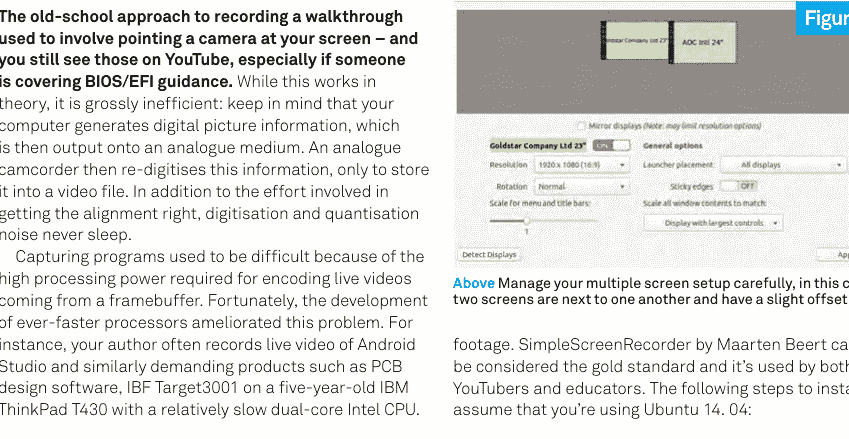 The old-school approach to recording a walkthrough
used to involve pointing a camera at your screen – and
you still see those on YouTube, especially if someone
is covering BIOS/EFI guidance. While this works in
theory, it is grossly inefficient: keep in mind that your
computer generates digital picture information, which
is then output onto an analogue medium. An analogue
camcorder then re-digitises this information, only to store
it into a video file. In addition to the effort involved in
getting the alignment right, digitisation and quantisation
noise never sleep.
Capturing programs used to be difficult because of the
high processing power required for encoding live videos
coming from a framebuffer. Fortunately, the development
of ever-faster processors ameliorated this problem. For
instance, your author often records live video of Android
Studio and similarly demanding products such as PCB
design software, IBF Target3001 on a five-year-old IBM
ThinkPad T430 with a relatively slow dual-core Intel CPU.
Figur
Goldstar Company Ltd 23"
ADC Intl 24"
Mirror displays (Note: may limit resolution options)
Goldstar Company Ltd 23" ON General options
Resolution 1920 x 1080 (16:9) Launcher placement: All displays
Rotation Normal Sticky edges OFF
Scale for menu and title bars: Scale all window contents to match:
Display with largest controls
1
Detect Displays App
Above Manage your multiple screen setup carefully, in this c
two screens are next to one another and have a slight offset
footage. SimpleScreenRecorder by Maarten Beert ca
be considered the gold standard and it's used by both
YouTubers and educators. The following steps to insta
assume that you're using Ubuntu 14. 04: